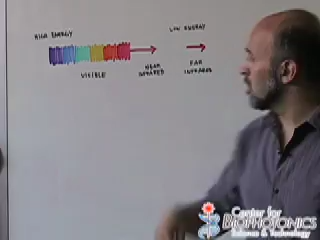 HIGH ENERGY
LOW ENERGY
VISIBLE
NEAR
INFRARED
FAR
INFRARED
Center for
BIOPHOTONICS
Science & Technology